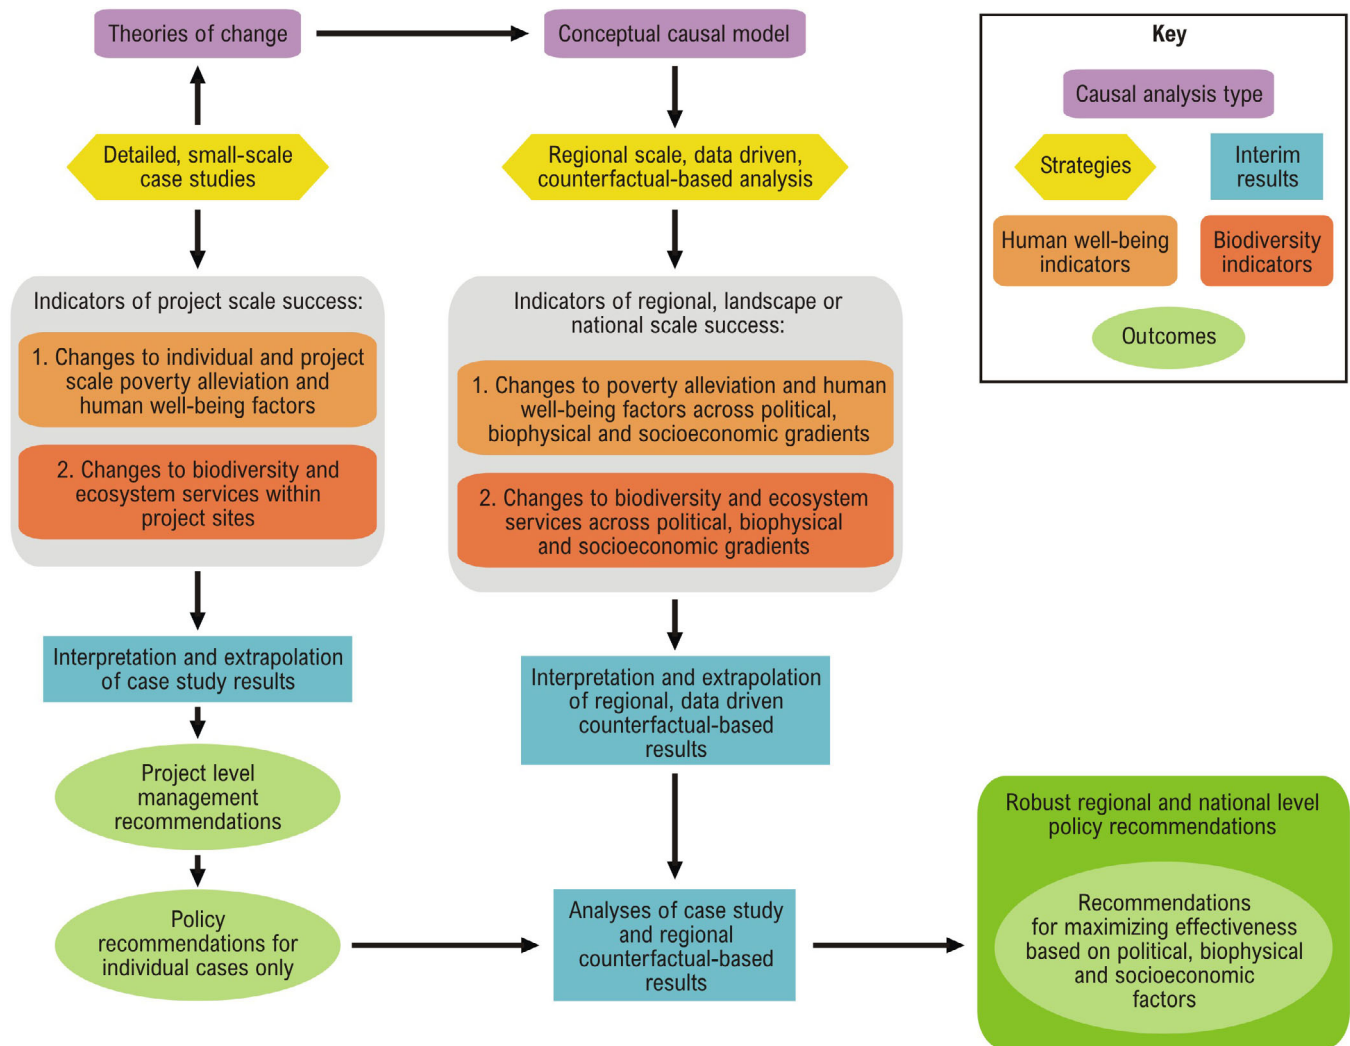 Theories of change
Conceptual causal model
Detailed, small-scale
case studies
Regional scale, data driven,
counterfactual-based analysis
Indicators of project scale success:
1. Changes to individual and project
scale poverty alleviation and
human well-being factors
2. Changes to biodiversity and
ecosystem services within
project sites
Indicators of regional, landscape or
national scale success:
1. Changes to poverty alleviation and human
well-being factors across political,
biophysical and socioeconomic gradients
2. Changes to biodiversity and ecosystem
services across political, biophysical
and socioeconomic gradients
Interpretation and extrapolation
of case study results
Interpretation and extrapolation
of regional, data driven
counterfactual-based
results
Project level
management
recommendations
Policy
recommendations for
individual cases only
Analyses of case study
and regional
counterfactual-based
results
Robust regional and national level
policy recommendations
Recommendations
for maximizing effectiveness
based on political, biophysical
and socioeconomic
factors
Key
Causal analysis type
Strategies
Interim
results
Human well-being
indicators
Biodiversity
indicators
Outcomes